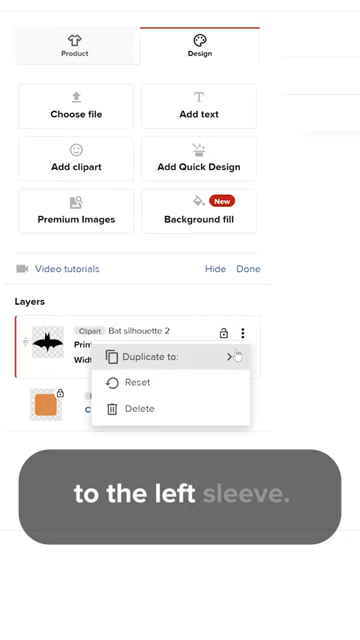 Product
Design
Choose file
Add text
Add clipart
Add Quick Design
New
Premium Images
Background fill
Video tutorials
Hide
Done
Layers
Clipart
Bat silhouette 2
Duplicate to:
Reset
Delete
to the left sleeve.